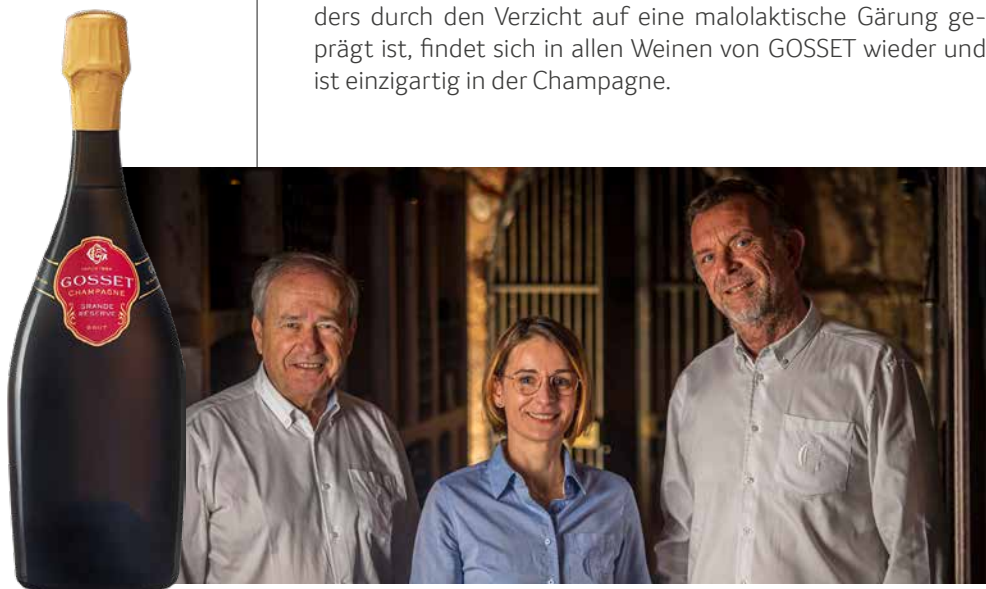 ders durch den Verzicht auf eine malolaktische Gärung ge-
prägt ist, findet sich in allen Weinen von GOSSET wieder und
ist einzigartig in der Champagne.
GOSSET
CHAMPAGNE
GRANDE
RESERVE
BRUT